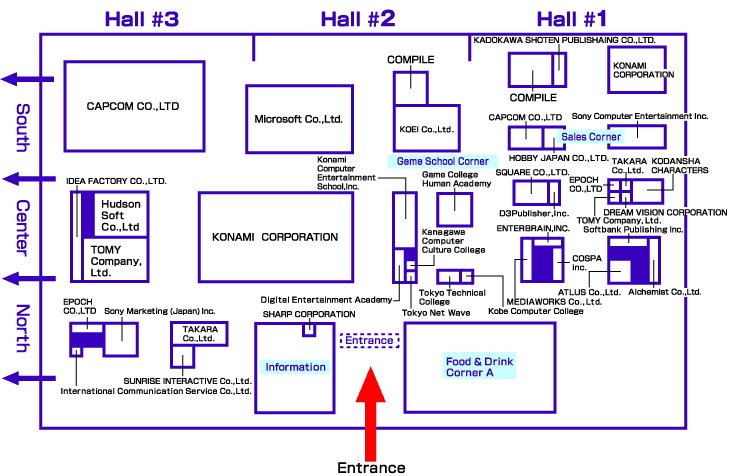 Hall #3
Hall #2
Hall #1
South
Center
North
CAPCOM CO.,LTD
Microsoft Co.,Ltd.
COMPILE
KOEI Co.,Ltd.
KADOKAWA SHOTEN PUBLISHAING CO.,LTD.
COMPILE
KONAMI
CORPORATION
CAPCOM CO.,LTD
HOBBY JAPAN CO.,LTD.
Sony Computer Entertainment Inc.
Sales Corner
Geme School Corner
IDEA FACTORY CO.,LTD.
Hudson
Soft
Co.,Ltd
TOMY
Company,
Ltd.
KONAMI CORPORATION
Konami
Computer
Entertainment
School,Inc.
Game College
Human Academy
Kanagawa
Computer
Culture College
Digital Entertainment Academy
Tokyo Net Wave
Tokyo Technical
College
Kobe Computer College
SQUARE CO.,LTD.
D3Publisher,Inc.
EPOCH
CO.,LTD
TAKARA
Co.,Ltd.
KODANSHA
CHARACTERS
DREAM VISION CORPORATION
TOMY Company, Ltd.
ENTERBRAIN,INC.
COSPA
Inc.
MEDIAWORKS Co.,Ltd.
Softbank Publishing Inc.
ATLUS Co.,Ltd.
Alchemist Co.,Ltd.
EPOCH
CO.,LTD
Sony Marketing (Japan) Inc.
International Communication Service Co.,Ltd.
TAKARA
Co.,Ltd.
SUNRISE INTERACTIVE Co.,Ltd.
SHARP CORPORATION
Information
Entrance
Food & Drink
Corner A
Entrance